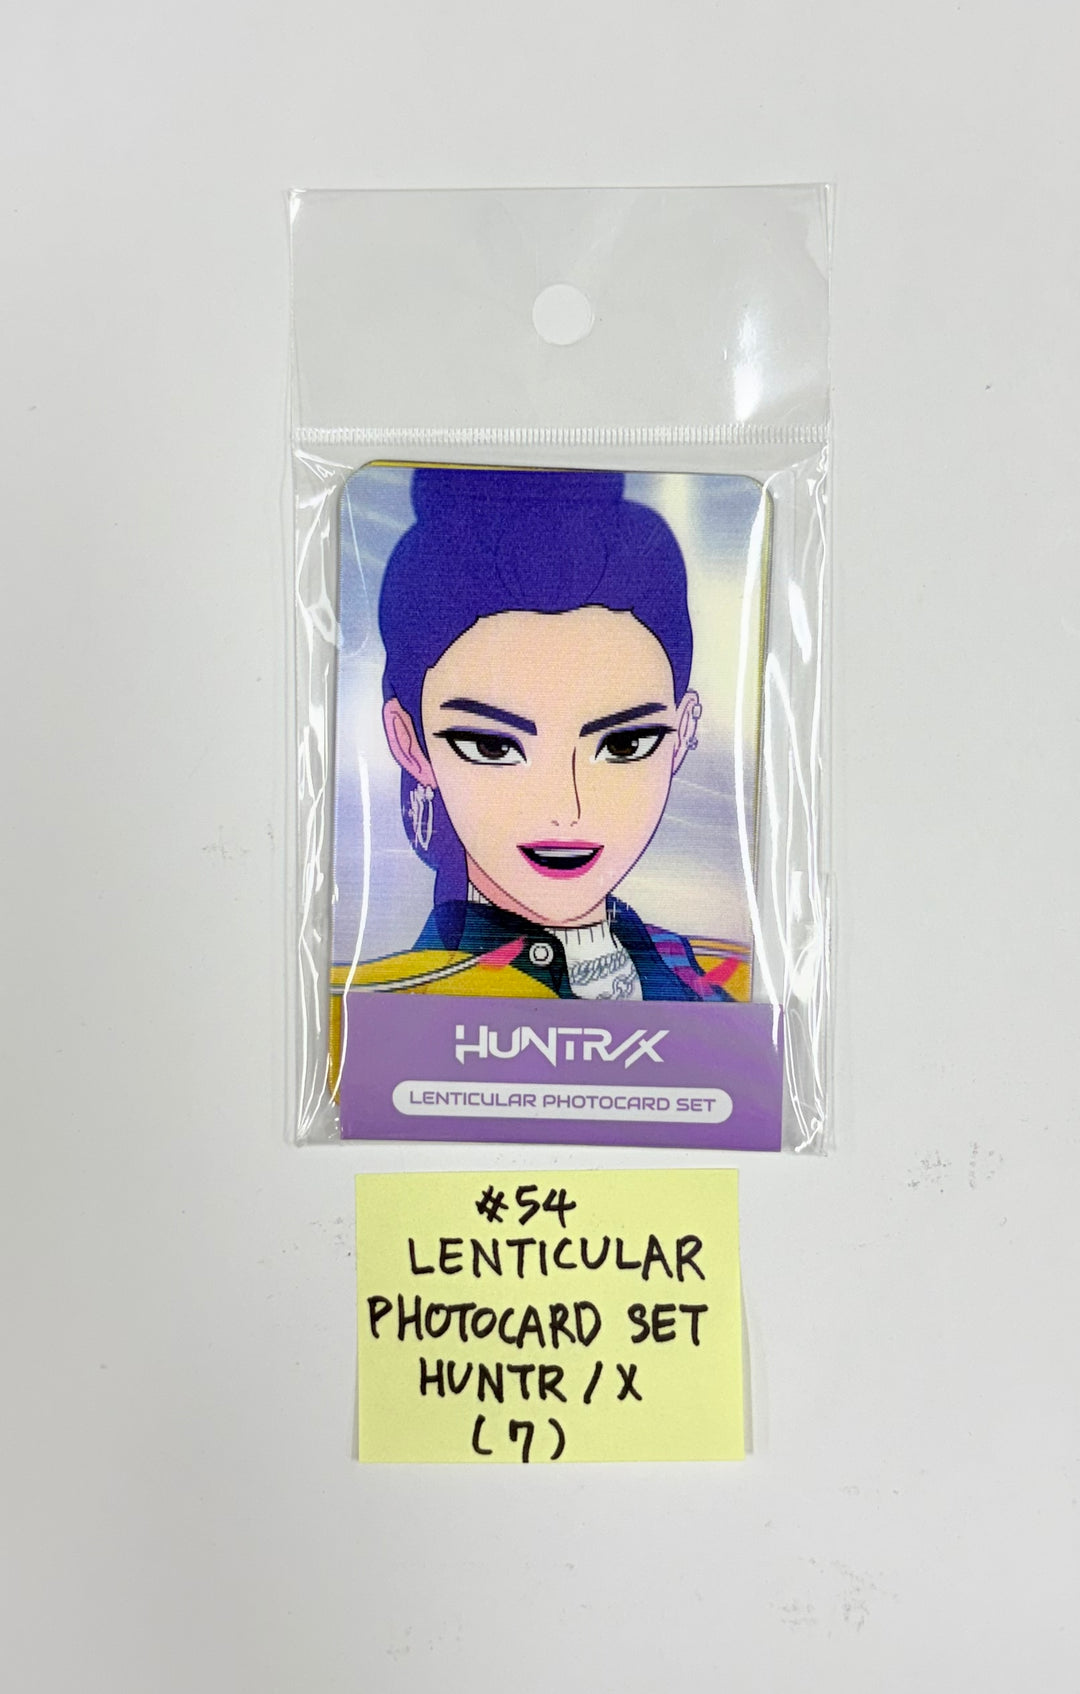 HUNTR/X
LENTICULAR PHOTOCARD SET
#54
LENTICULAR
PHOTOCARD SET
HUNTR/X
(7)